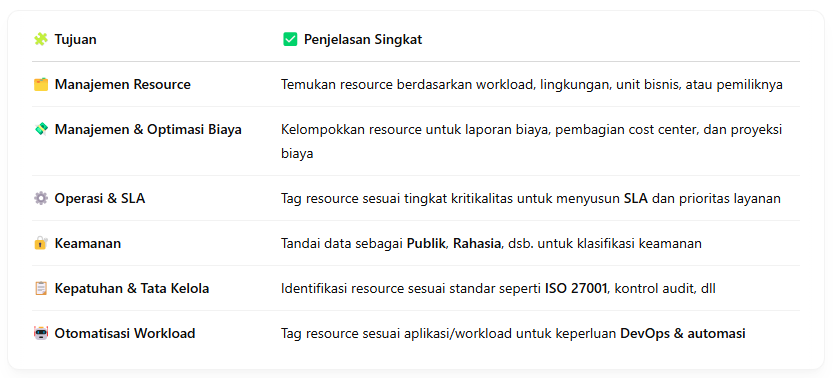 🧩 Tujuan ✅ Penjelasan Singkat
🗂️ Manajemen Resource Temukan resource berdasarkan workload, lingkungan, unit bisnis, atau pemiliknya
💸 Manajemen & Optimasi Biaya Kelompokkan resource untuk laporan biaya, pembagian cost center, dan proyeksi
biaya
⚙️ Operasi & SLA Tag resource sesuai tingkat kritikalitas untuk menyusun SLA dan prioritas layanan
🔐 Keamanan Tandai data sebagai Publik, Rahasia, dsb. untuk klasifikasi keamanan
📋 Kepatuhan & Tata Kelola Identifikasi resource sesuai standar seperti ISO 27001, kontrol audit, dll
🤖 Otomatisasi Workload Tag resource sesuai aplikasi/workload untuk keperluan DevOps & automasi